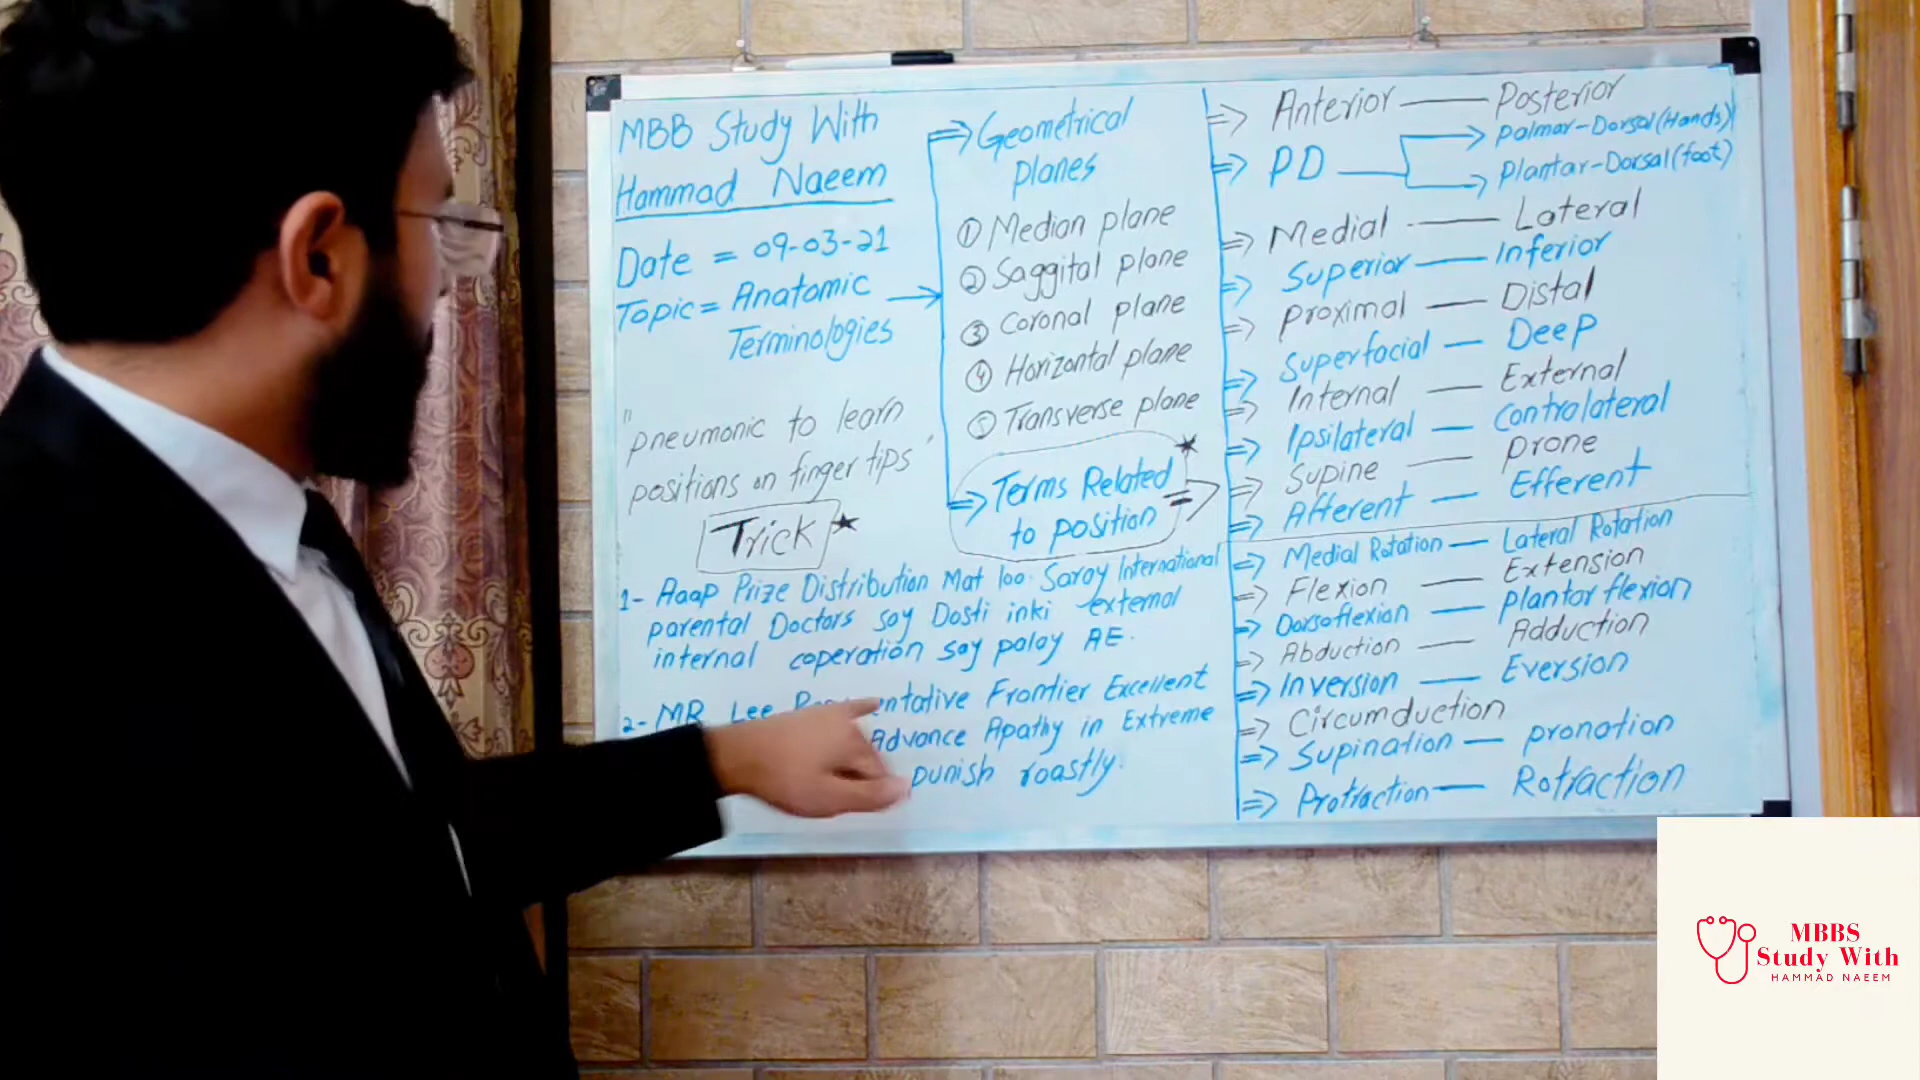 MBB Study With
Hammad Naeem
Date = 09-03-21
Topic = Anatomic
Terminologies
"pneumonic to learn
positions on finger tips"
Trick
1- Aaap Prize Distribution Mat loo. Saray International
parental Doctors say Dosti inki external
internal coperation say palay AE.
2- MR Lee entative Frontier Excellent
Advance Apathy in Extreme
punish roastly.
=> Geometrical
planes
① Median plane
② Saggital plane
③ Coronal plane
④ Horizontal plane
⑤ Transverse plane
=> Terms Related =>
to position
=> Anterior — Posterior
=> PD — palmar-Dorsal(Hands)
plantar-Dorsal(foot)
=> Medial — Lateral
=> Superior — Inferior
=> proximal — Distal
=> Superfacial — Deep
=> Internal — External
=> Ipsilateral — Contralateral
=> Supine — prone
=> Afferent — Efferent
=> Medial Rotation — Lateral Rotation
=> Flexion — Extension
=> Dorsoflexion — plantar flexion
=> Abduction — Adduction
=> Inversion — Eversion
=> Circumduction
=> Supination — pronation
=> Protraction — Rotraction
MBBS
Study With
HAMMAD NAEEM